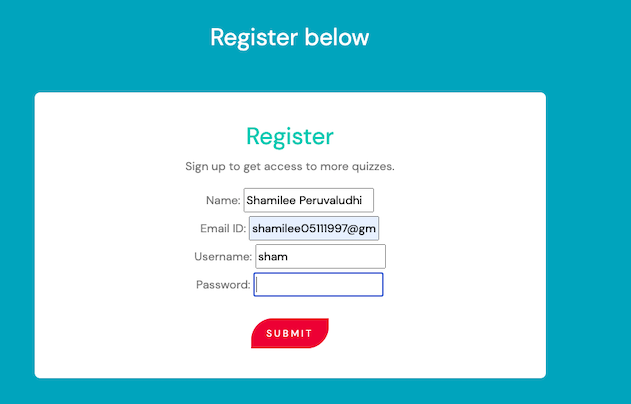 Register below
Register
Sign up to get access to more quizzes.
Name: Shamilee Peruvaludhi
Email ID: shamilee05111997@gm
Username: sham
Password:
SUBMIT